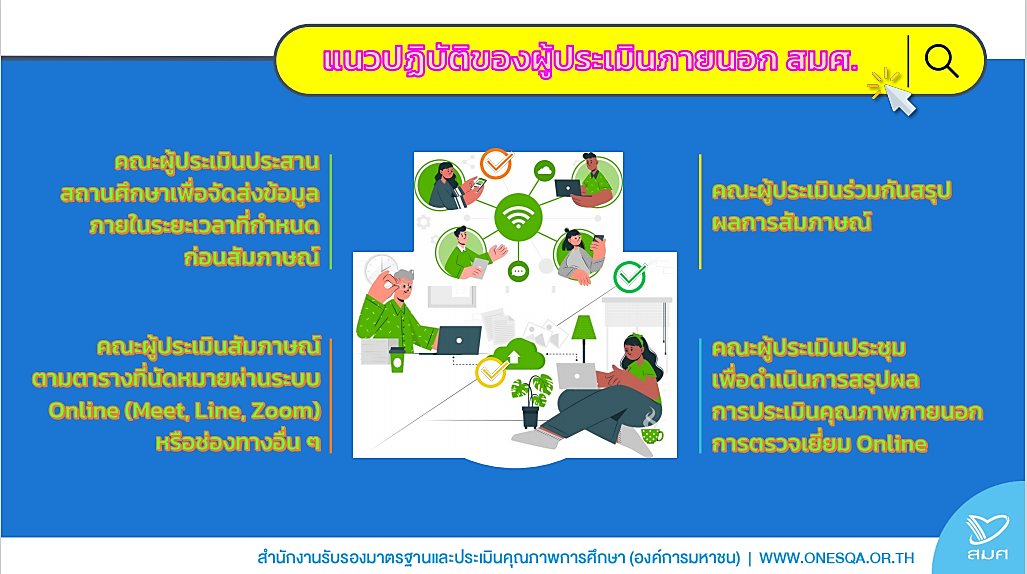 แนวปฏิบัติของผู้ประเมินภายนอก สมศ.
คณะผู้ประเมินประสาน
สถานศึกษาเพื่อจัดส่งข้อมูล
ภายในระยะเวลาที่กำหนด
ก่อนสัมภาษณ์
คณะผู้ประเมินสัมภาษณ์
ตามตารางที่นัดหมายผ่านระบบ
Online (Meet, Line, Zoom)
หรือช่องทางอื่น ๆ
คณะผู้ประเมินร่วมกันสรุป
ผลการสัมภาษณ์
คณะผู้ประเมินประชุม
เพื่อดำเนินการสรุปผล
การประเมินคุณภาพภายนอก
การตรวจเยี่ยม Online
สมศ
สำนักงานรับรองมาตรฐานและประเมินคุณภาพการศึกษา (องค์การมหาชน) | WWW.ONESQA.OR.TH